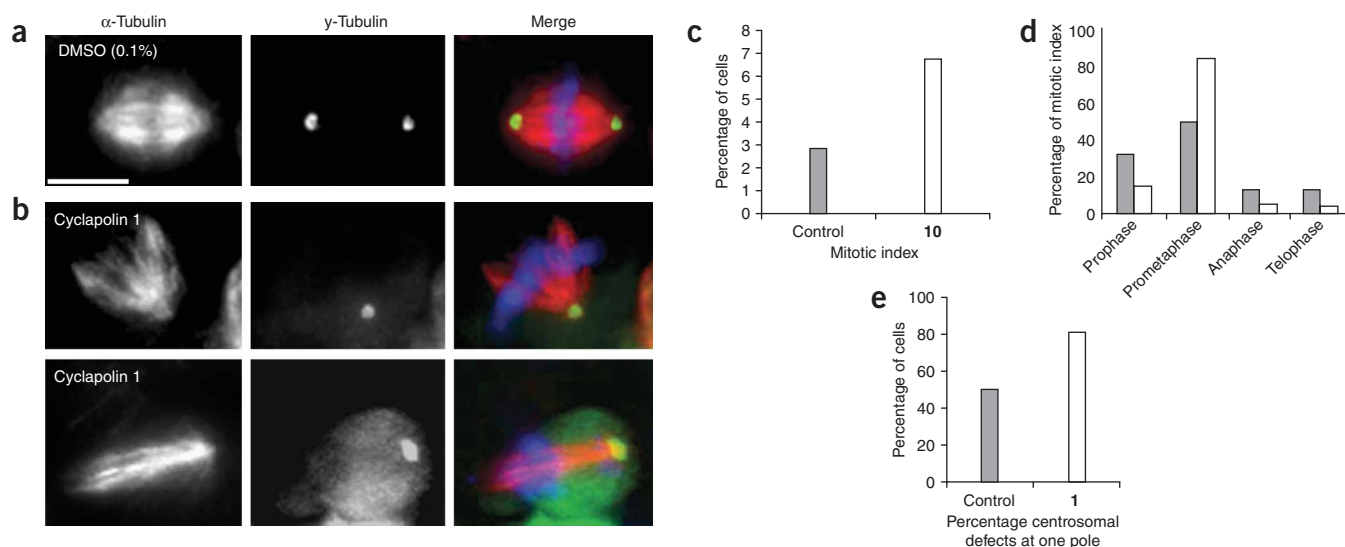 a
α-Tubulin
y-Tubulin
Merge
DMSO (0.1%)
b
Cyclapolin 1
Cyclapolin 1
c
Percentage of cells
8
7
6
5
4
3
2
1
0
Control
10
Mitotic index
d
Percentage of mitotic index
100
80
60
40
20
0
Prophase
Prometaphase
Anaphase
Telophase
e
Percentage of cells
100
80
60
40
20
0
Control
1
Percentage centrosomal
defects at one pole